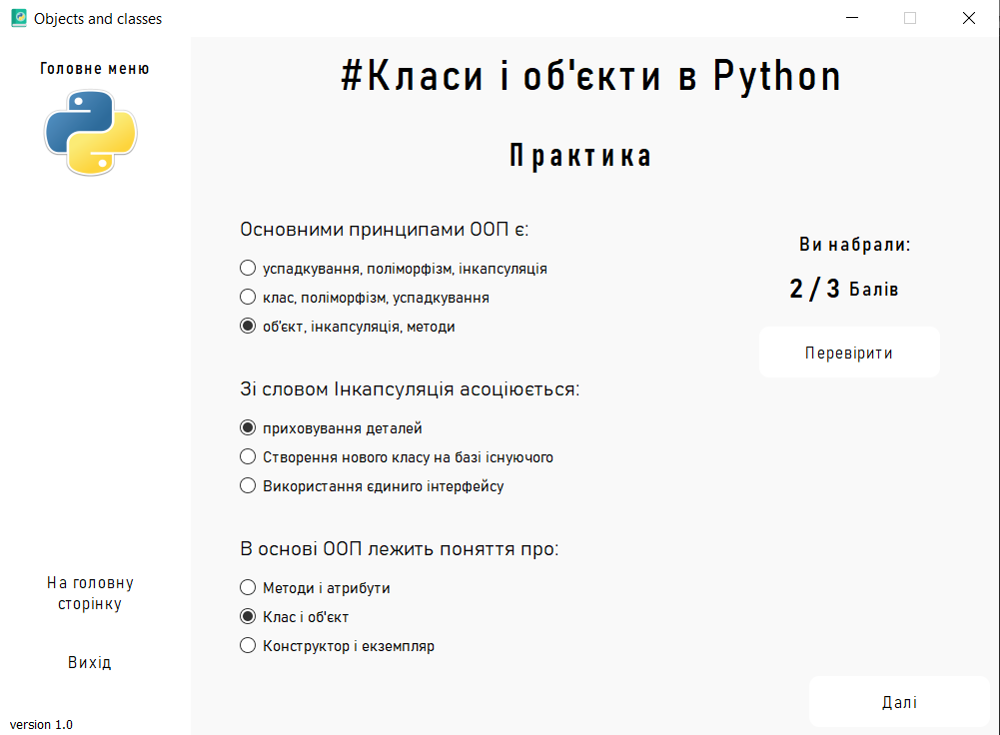 Objects and classes
Головне меню
#Класи і об'єкти в Python
Практика
Основними принципами ООП є:
успадкування, поліморфізм, інкапсуляція
клас, поліморфізм, успадкування
об'єкт, інкапсуляція, методи
Ви набрали:
2 / 3 Балів
Перевірити
Зі словом Інкапсуляція асоціюється:
приховування деталей
Створення нового класу на базі існуючого
Використання єдиного інтерфейсу
В основі ООП лежить поняття про:
Методи і атрибути
Клас і об'єкт
Конструктор і екземпляр
На головну
сторінку
Вихід
Далі
version 1.0